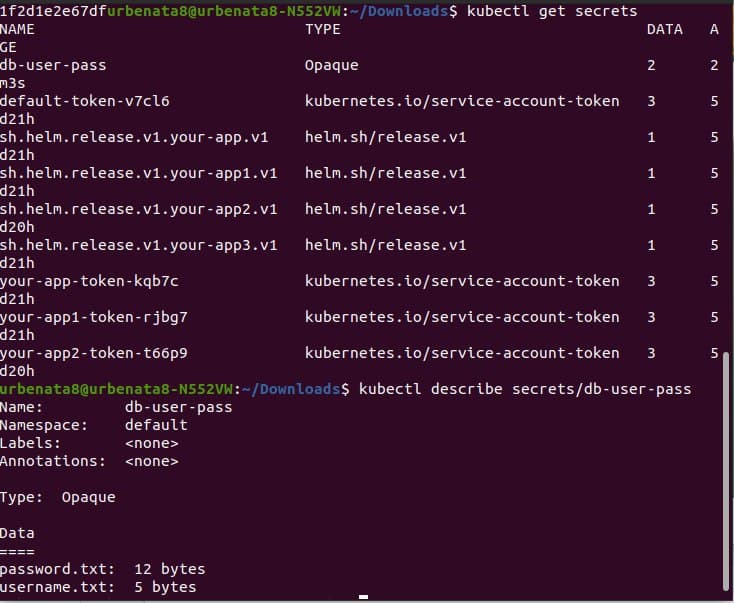 1f2d1e2e67dfurbenata8@urbenata8-N552VW:~/Downloads$ kubectl get secrets
NAME                              TYPE                                  DATA   A
GE
db-user-pass                      Opaque                                2      2
m3s
default-token-v7cl6               kubernetes.io/service-account-token   3      5
d21h
sh.helm.release.v1.your-app.v1    helm.sh/release.v1                    1      5
d21h
sh.helm.release.v1.your-app1.v1   helm.sh/release.v1                    1      5
d21h
sh.helm.release.v1.your-app2.v1   helm.sh/release.v1                    1      5
d20h
sh.helm.release.v1.your-app3.v1   helm.sh/release.v1                    1      5
d21h
your-app-token-kqb7c              kubernetes.io/service-account-token   3      5
d21h
your-app1-token-rjbg7             kubernetes.io/service-account-token   3      5
d21h
your-app2-token-t66p9             kubernetes.io/service-account-token   3      5
d20h
urbenata8@urbenata8-N552VW:~/Downloads$ kubectl describe secrets/db-user-pass
Name:         db-user-pass
Namespace:    default
Labels:       <none>
Annotations:  <none>
Type:  Opaque
Data
====
password.txt:  12 bytes
username.txt:  5 bytes